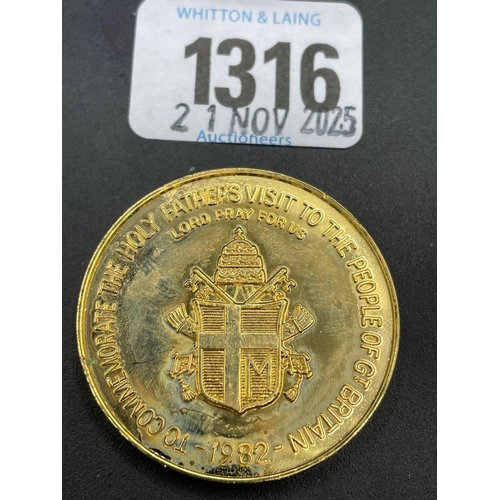 WHITTON & LAING
1316
21 NOV 2025
Auctioneers
TO COMMEMORATE THE HOLY FATHER'S VISIT TO THE PEOPLE OF GT BRITAIN
LORD PRAY FOR US
M
- 1982 -